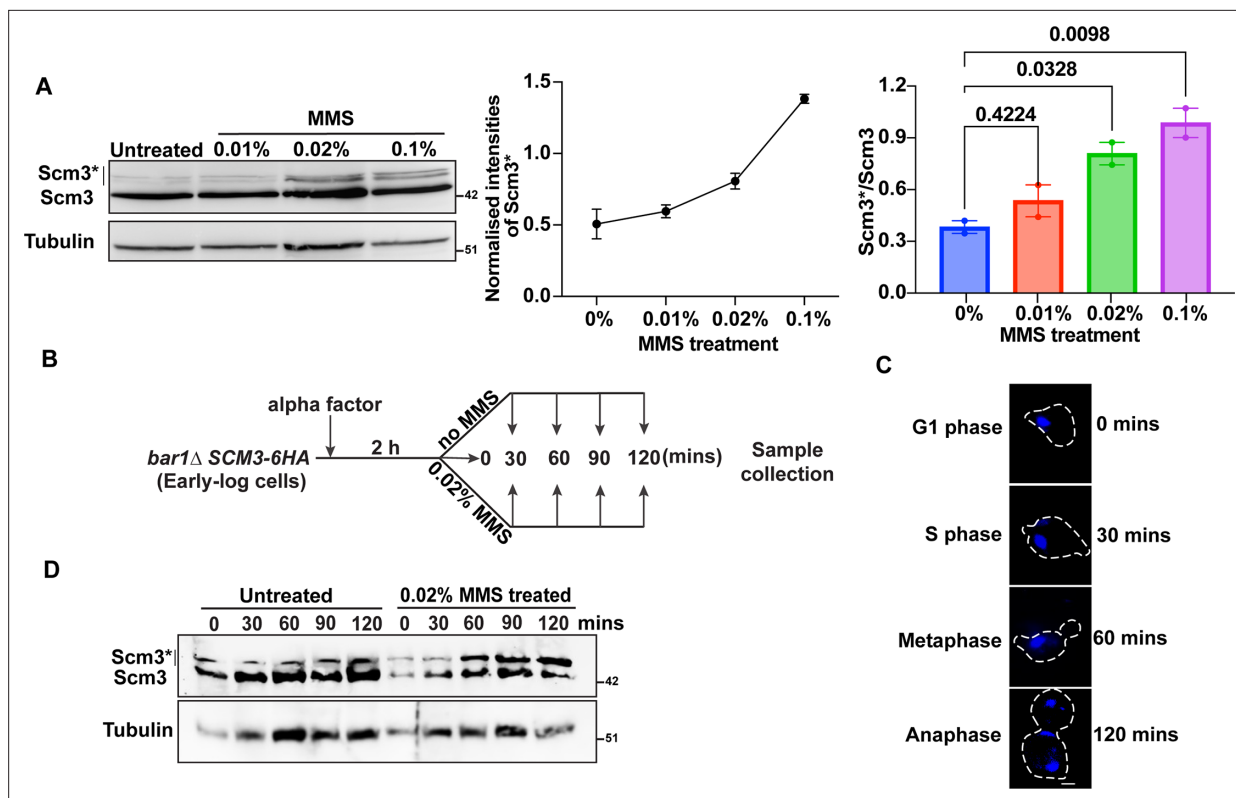 A
MMS
Untreated 0.01% 0.02% 0.1%
Scm3*
Scm3
42
Tubulin
51
Normalised intensities
of Scm3*
1.5
1.0
0.5
0.0
0% 0.01% 0.02% 0.1%
MMS treatment
0.0098
0.0328
0.4224
Scm3*/Scm3
1.2
0.9
0.6
0.3
0.0
0% 0.01% 0.02% 0.1%
MMS treatment
B
alpha factor
bar1Δ SCM3-6HA
(Early-log cells)
2 h
no MMS
0.02% MMS
0 30 60 90 120 (mins)
Sample
collection
C
G1 phase 0 mins
S phase 30 mins
Metaphase 60 mins
Anaphase 120 mins
D
Untreated 0.02% MMS treated
0 30 60 90 120 0 30 60 90 120 mins
Scm3*
Scm3
42
Tubulin
51